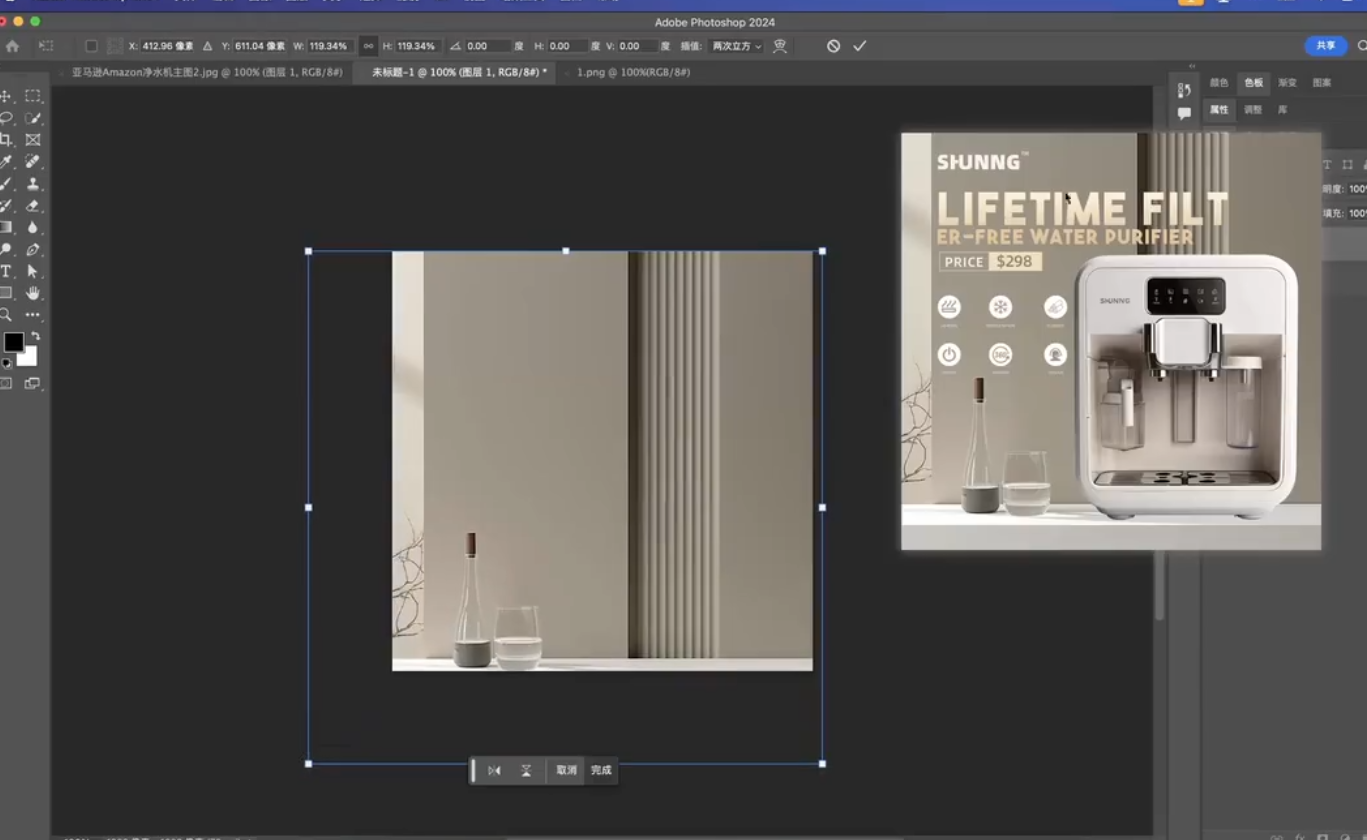 Adobe Photoshop 2024
X: 412.96 像素 Y: 611.04 像素 W: 119.34% H: 119.34% 0.00 度 H: 0.00 度 V: 0.00 度 插值: 两次立方 共享
亚马逊Amazon净水机主图2.jpg @ 100% (图层 1, RGB/8#) 未标题-1 @ 100% (图层 1, RGB/8#) * 1.png @ 100%(RGB/8#)
颜色 色板 渐变 图案
属性 调整 库
明度: 100%
填充: 100%
SHUNNG™
LIFETIME FILT
ER-FREE WATER PURIFIER
PRICE $298
SHUNNG
360°
取消 完成